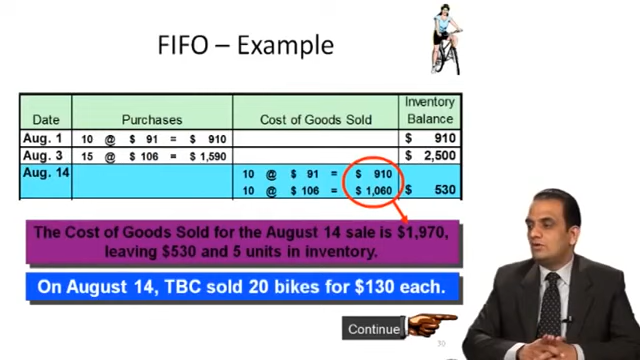 FIFO – Example
Date Purchases Cost of Goods Sold Inventory Balance
Aug. 1 10 @ $ 91 = $ 910 $ 910
Aug. 3 15 @ $ 106 = $ 1,590 $ 2,500
Aug. 14 10 @ $ 91 = $ 910
10 @ $ 106 = $ 1,060 $ 530
The Cost of Goods Sold for the August 14 sale is $1,970,
leaving $530 and 5 units in inventory.
On August 14, TBC sold 20 bikes for $130 each.
Continue
30